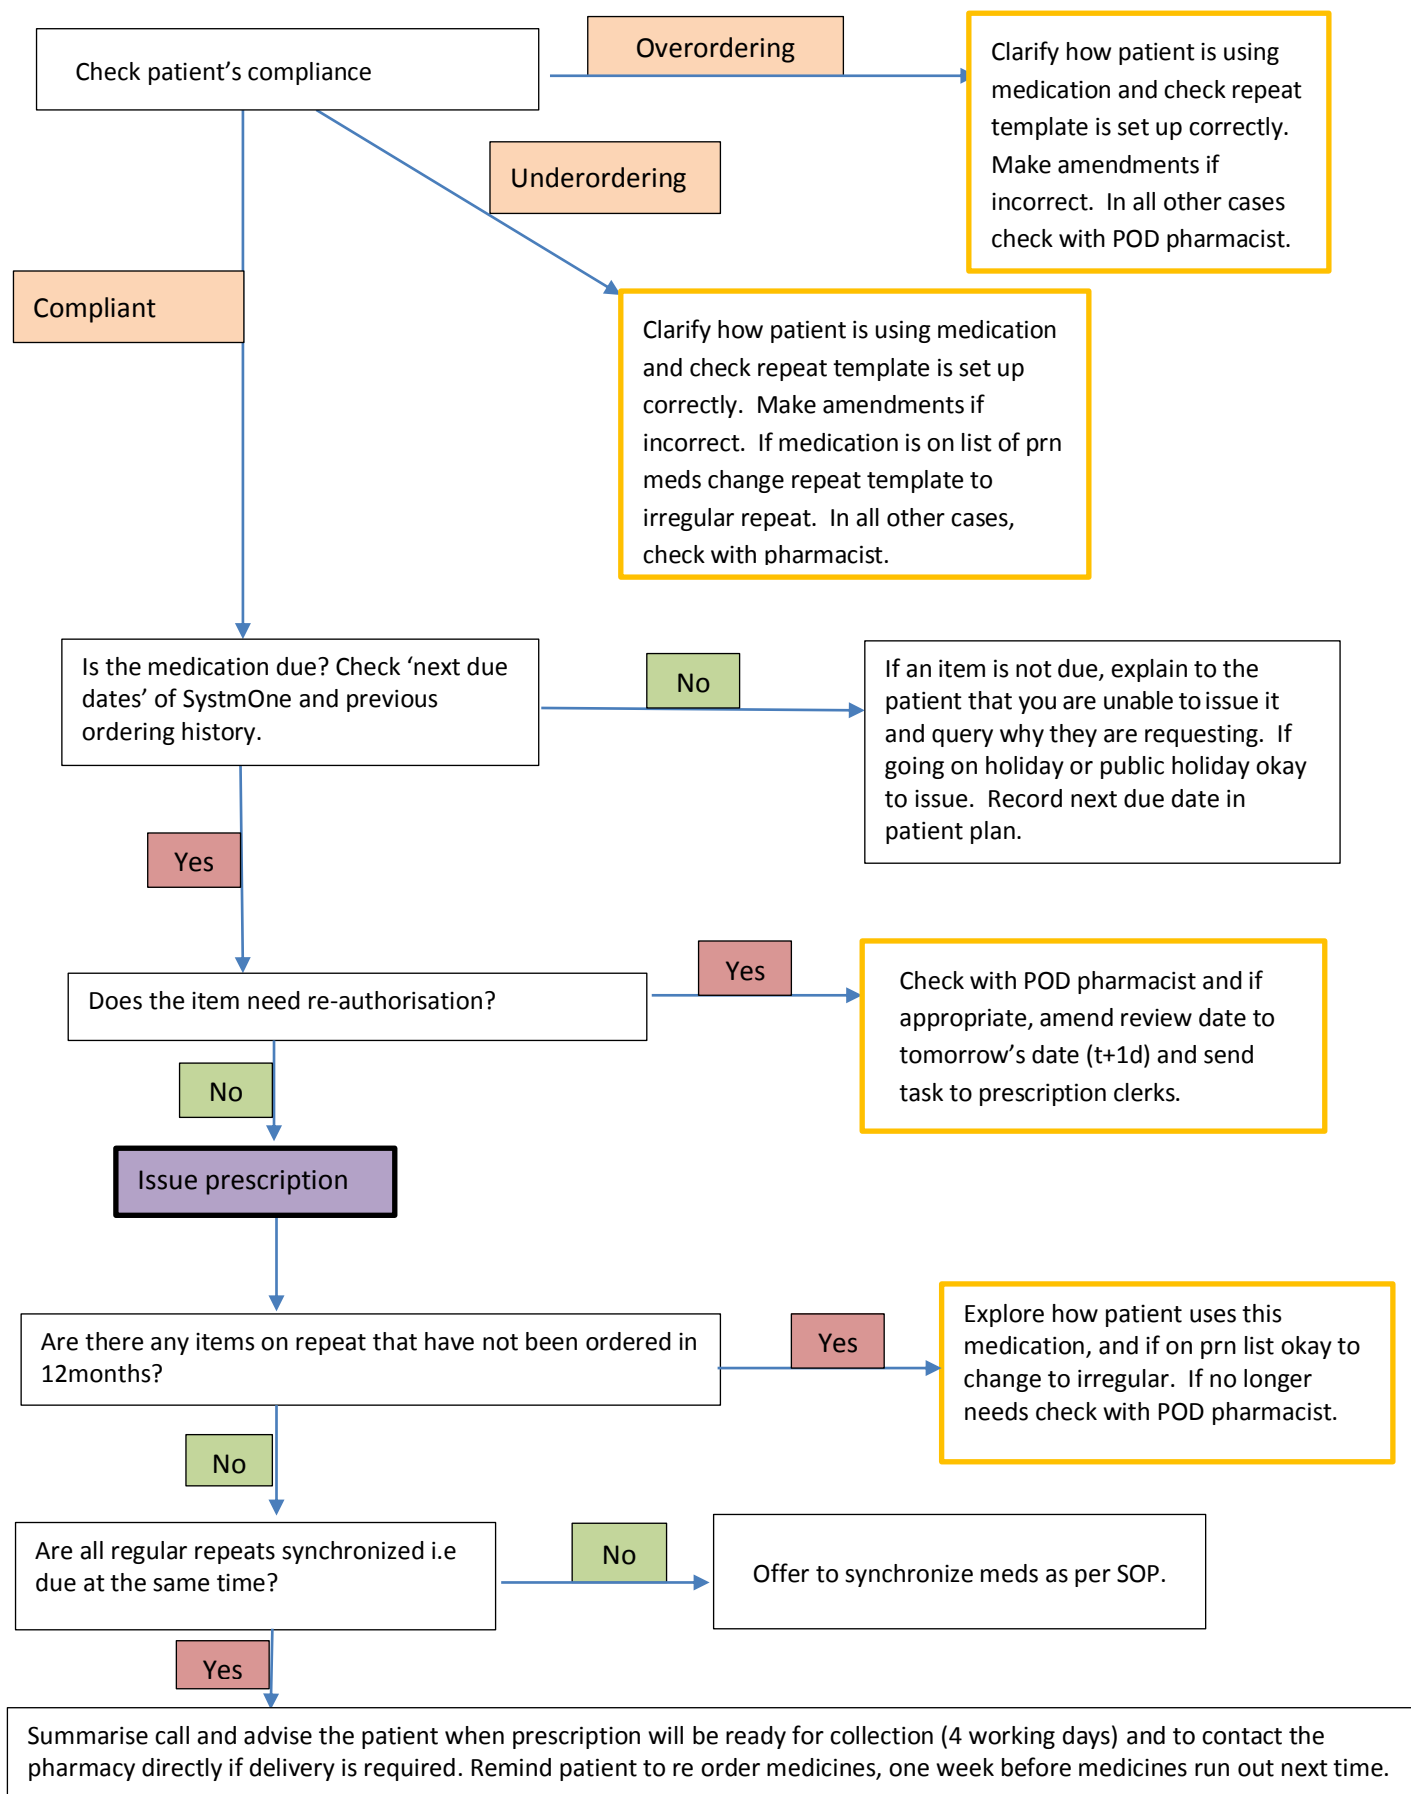 Check patient's compliance
Overordering
Clarify how patient is using
medication and check repeat
template is set up correctly.
Make amendments if
incorrect.  In all other cases
check with POD pharmacist.
Underordering
Compliant
Clarify how patient is using medication
and check repeat template is set up
correctly.  Make amendments if
incorrect.  If medication is on list of prn
meds change repeat template to
irregular repeat.  In all other cases,
check with pharmacist.
Is the medication due? Check ‘next due
dates’ of SystmOne and previous
ordering history.
No
If an item is not due, explain to the
patient that you are unable to issue it
and query why they are requesting.  If
going on holiday or public holiday okay
to issue.  Record next due date in
patient plan.
Yes
Does the item need re-authorisation?
Yes
Check with POD pharmacist and if
appropriate, amend review date to
tomorrow’s date (t+1d) and send
task to prescription clerks.
No
Issue prescription
Are there any items on repeat that have not been ordered in
12months?
Yes
Explore how patient uses this
medication, and if on prn list okay to
change to irregular.  If no longer
needs check with POD pharmacist.
No
Are all regular repeats synchronized i.e
due at the same time?
No
Offer to synchronize meds as per SOP.
Yes
Summarise call and advise the patient when prescription will be ready for collection (4 working days) and to contact the
pharmacy directly if delivery is required. Remind patient to re order medicines, one week before medicines run out next time.